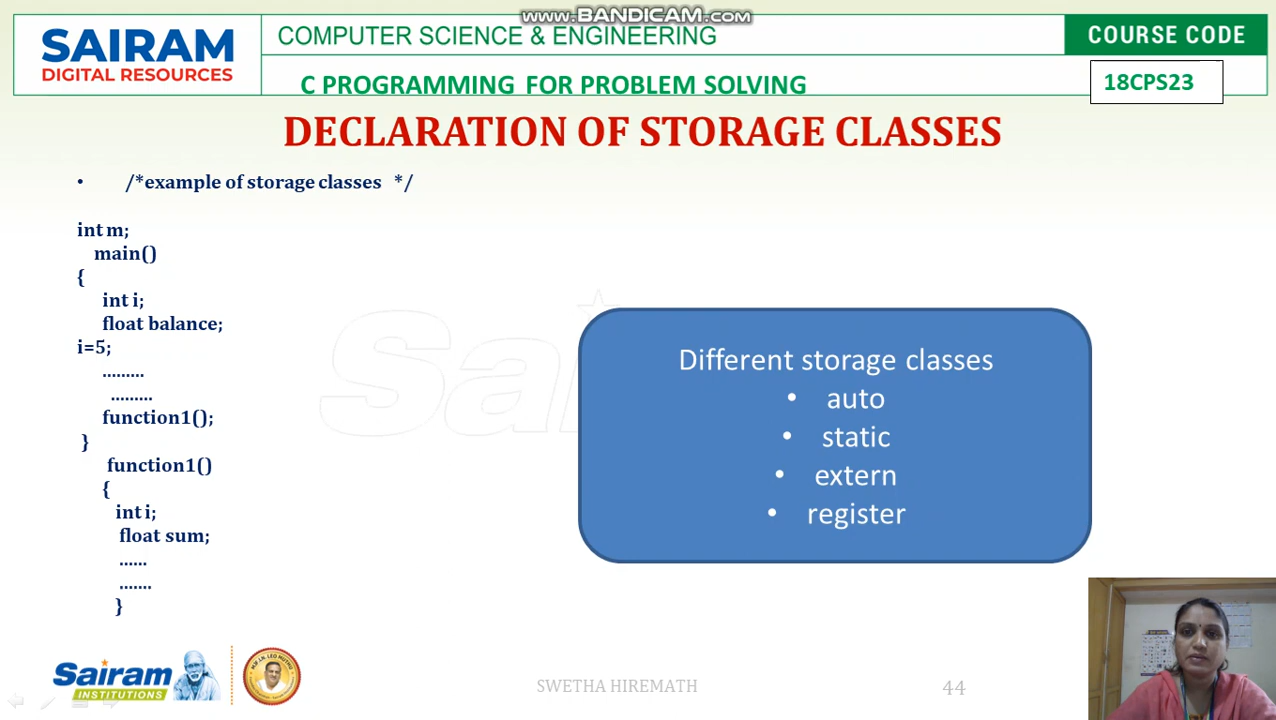 www.BANDICAM.com
SAIRAM
DIGITAL RESOURCES
COMPUTER SCIENCE & ENGINEERING
COURSE CODE
C PROGRAMMING FOR PROBLEM SOLVING
18CPS23
DECLARATION OF STORAGE CLASSES
• /*example of storage classes */
int m;
main()
{
int i;
float balance;
i=5;
.........
.........
function1();
}
function1()
{
int i;
float sum;
......
.......
}
Different storage classes
• auto
• static
• extern
• register
Sai
Sairam
INSTITUTIONS
SWETHA HIREMATH
44